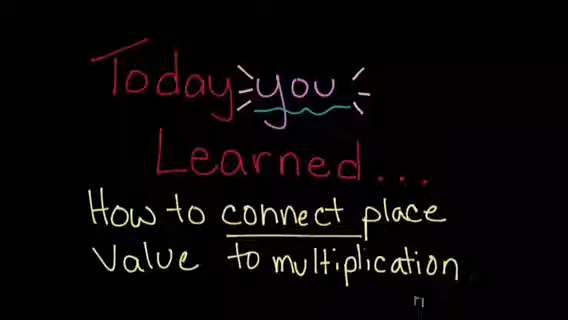 Today you
Learned...
How to connect place
Value to multiplication